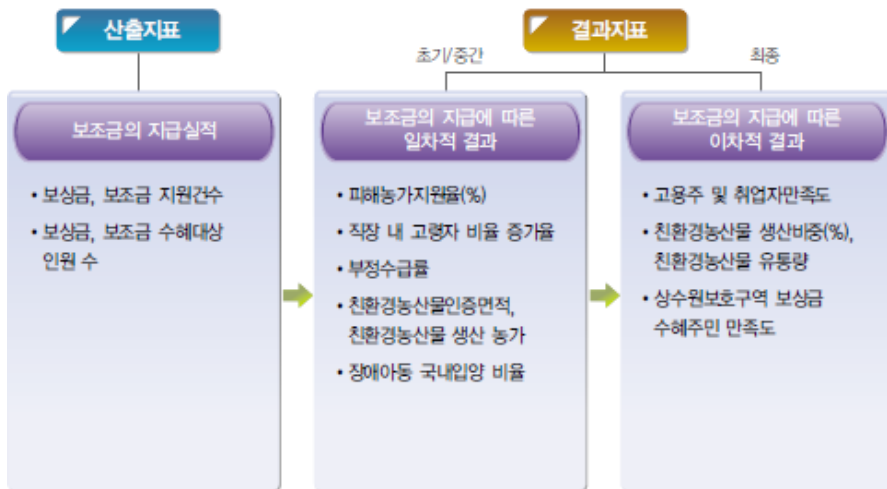 산출지표
결과지표
초기/중간
최종
보조금의 지급실적
• 보상금, 보조금 지원건수
• 보상금, 보조금 수혜대상
인원 수
보조금의 지급에 따른
일차적 결과
• 피해농가지원율(%)
• 직장 내 고령자 비율 증가율
• 부정수급률
• 친환경농산물인증면적,
친환경농산물 생산 농가
• 장애아동 국내입양 비율
보조금의 지급에 따른
이차적 결과
• 고용주 및 취업자만족도
• 친환경농산물 생산비중(%),
친환경농산물 유통량
• 상수원보호구역 보상금
수혜주민 만족도